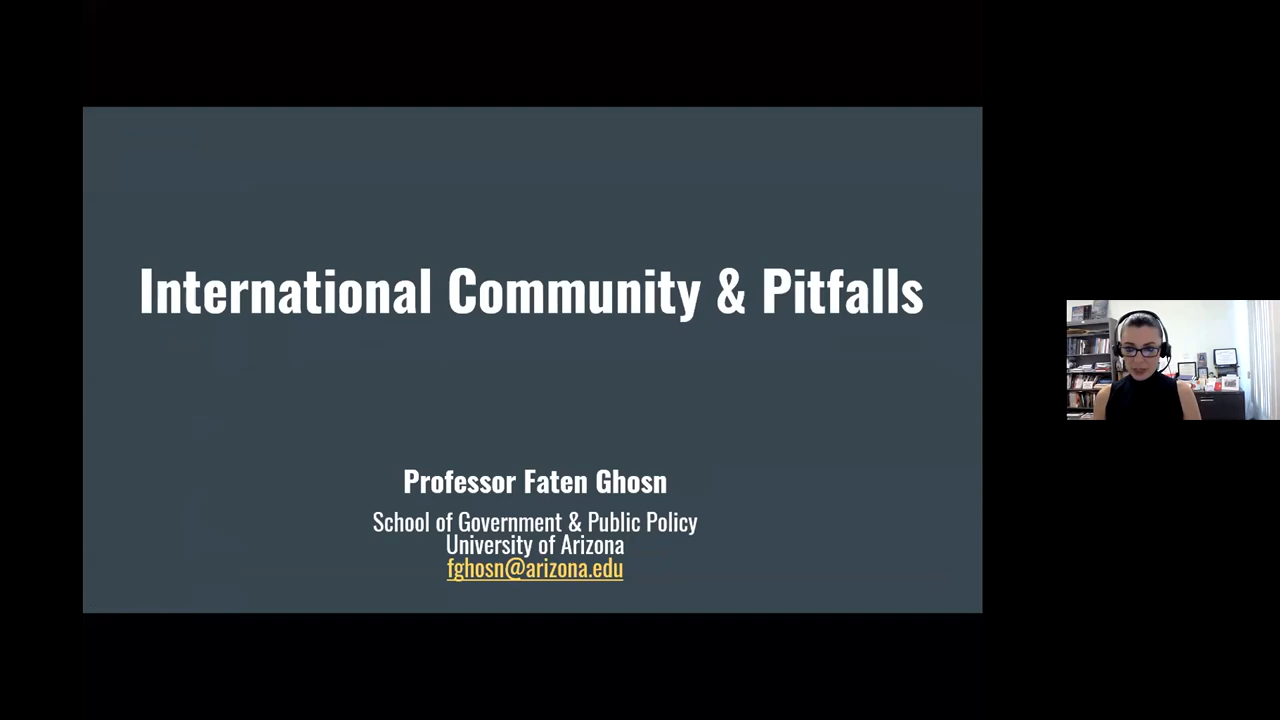 International Community & Pitfalls
Professor Faten Ghosn
School of Government & Public Policy
University of Arizona
fghosn@arizona.edu